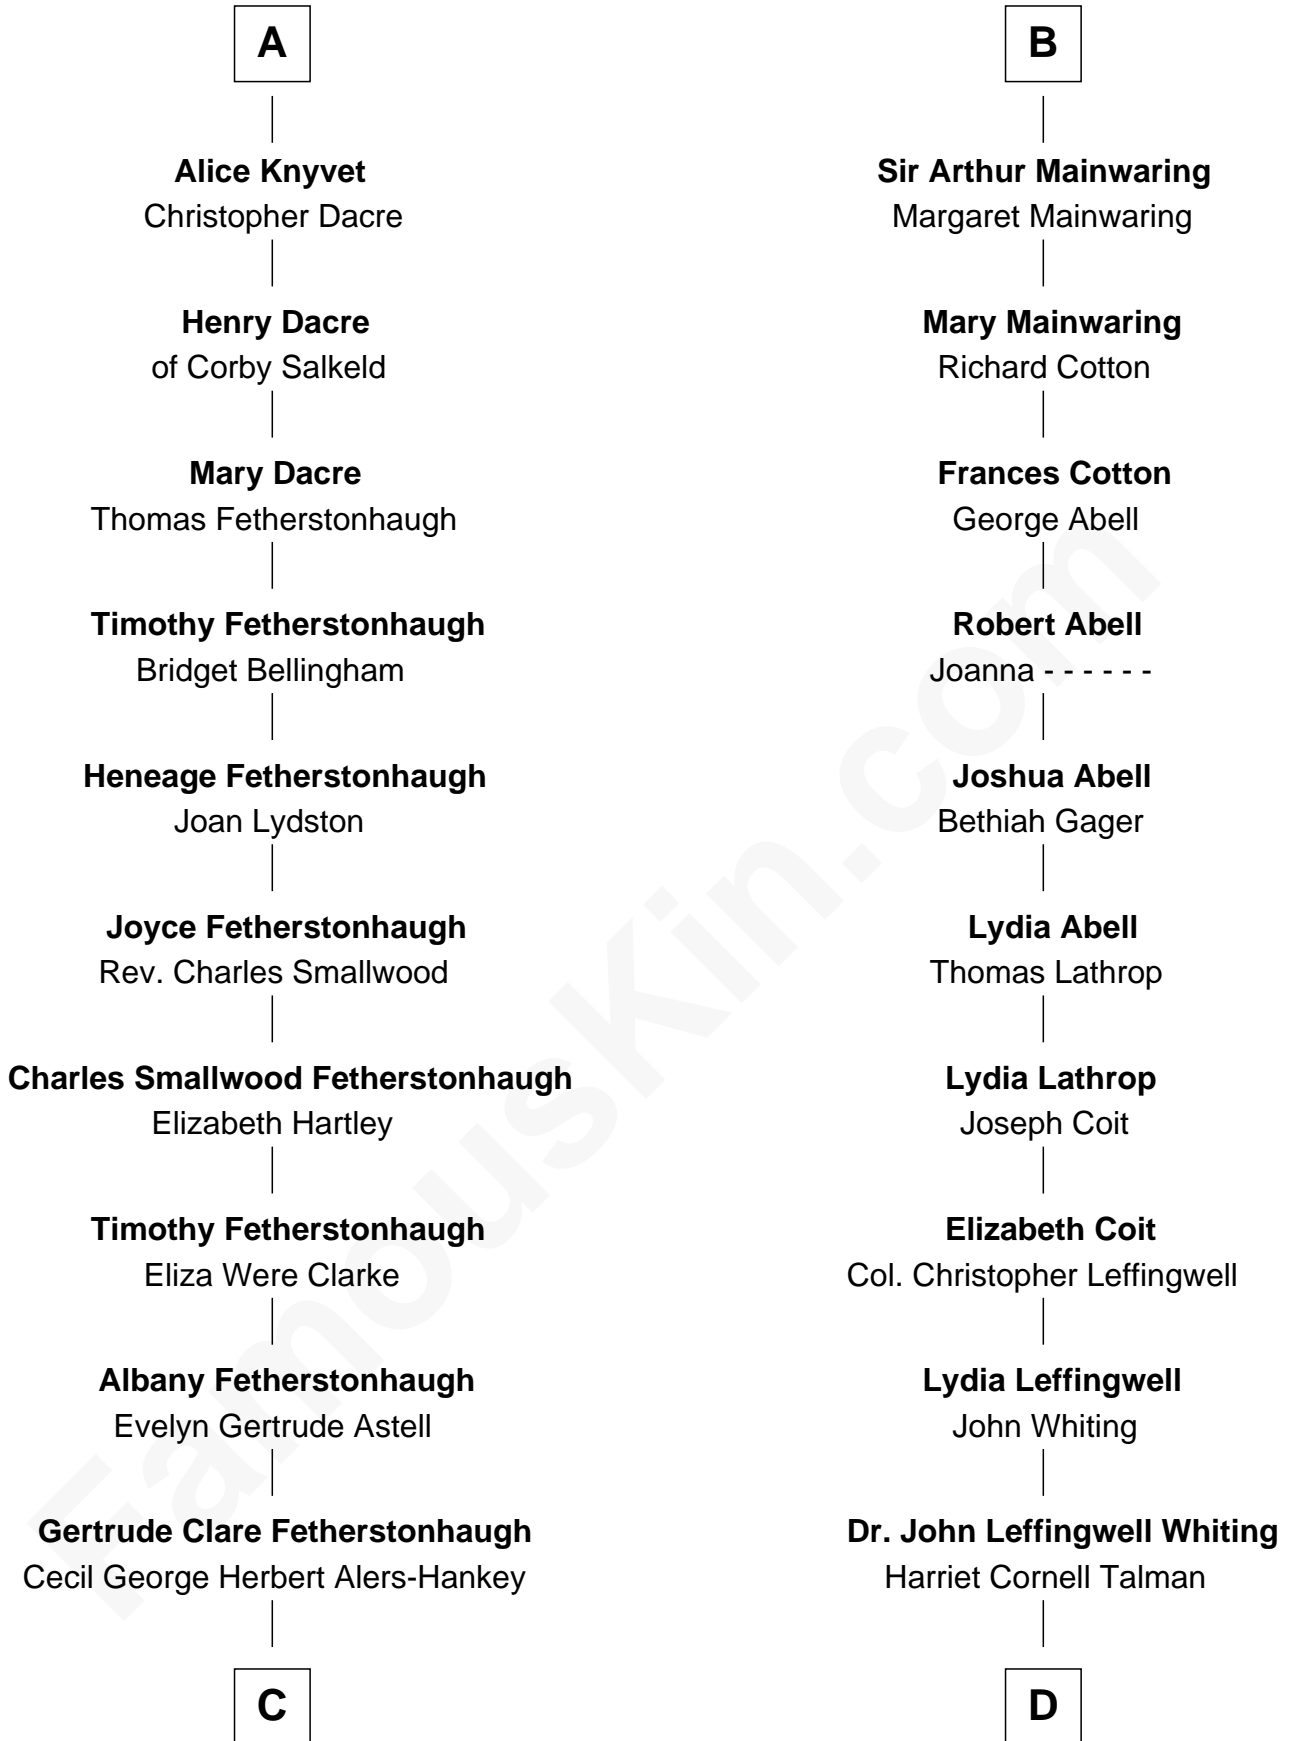 A
Alice Knyvet
Christopher Dacre
Henry Dacre
of Corby Salkeld
Mary Dacre
Thomas Fetherstonhaugh
Timothy Fetherstonhaugh
Bridget Bellingham
Heneage Fetherstonhaugh
Joan Lydston
Joyce Fetherstonhaugh
Rev. Charles Smallwood
Charles Smallwood Fetherstonhaugh
Elizabeth Hartley
Timothy Fetherstonhaugh
Eliza Were Clarke
Albany Fetherstonhaugh
Evelyn Gertrude Astell
Gertrude Clare Fetherstonhaugh
Cecil George Herbert Alers-Hankey
C
B
Sir Arthur Mainwaring
Margaret Mainwaring
Mary Mainwaring
Richard Cotton
Frances Cotton
George Abell
Robert Abell
Joanna - - - - - -
Joshua Abell
Bethiah Gager
Lydia Abell
Thomas Lathrop
Lydia Lathrop
Joseph Coit
Elizabeth Coit
Col. Christopher Leffingwell
Lydia Leffingwell
John Whiting
Dr. John Leffingwell Whiting
Harriet Cornell Talman
D
FamousKin.com